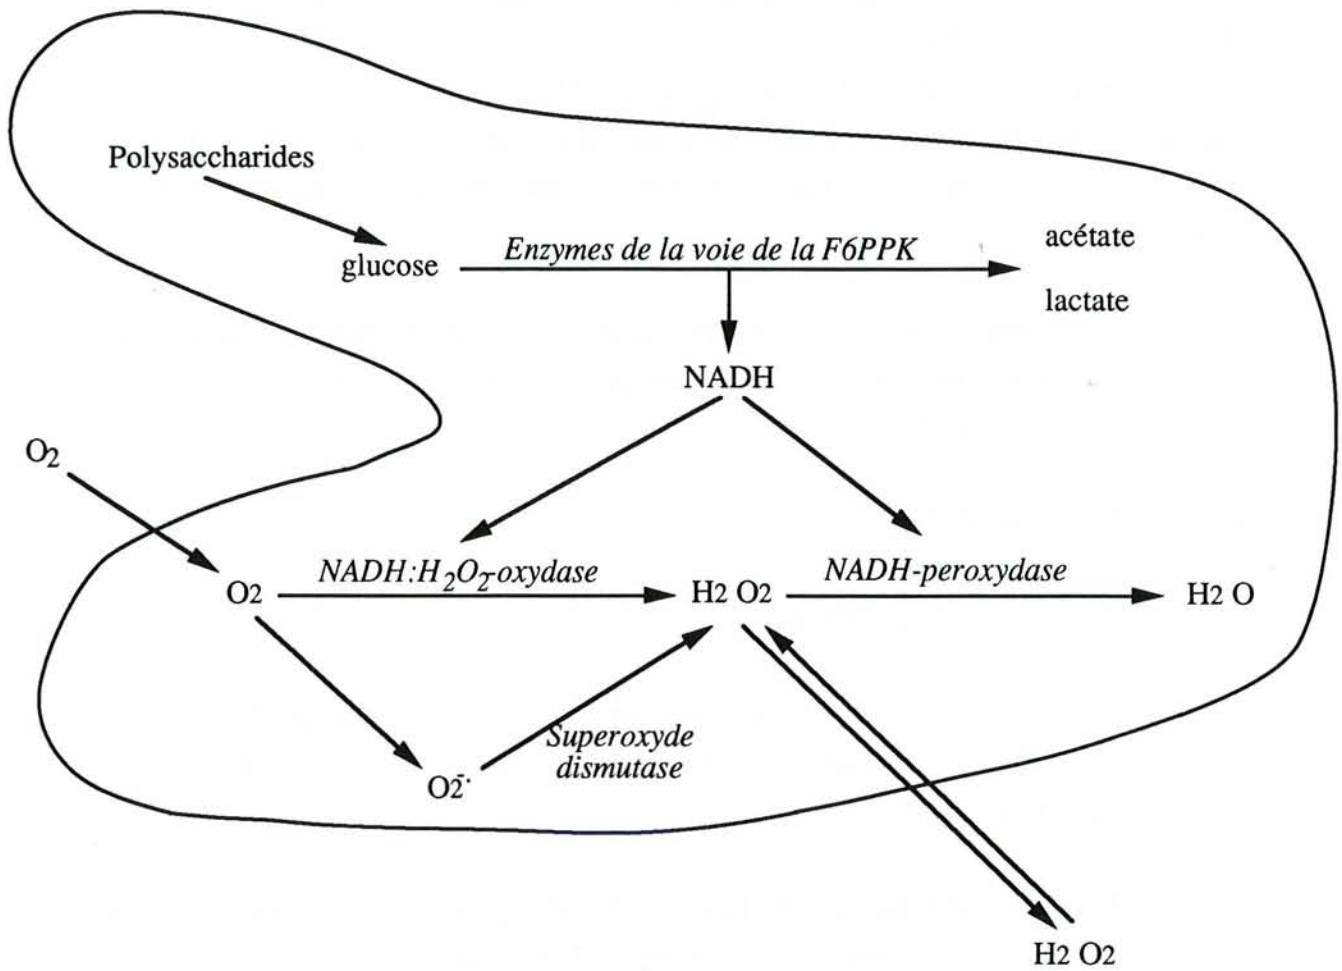 Polysaccharides
glucose
Enzymes de la voie de la F6PPK
acétate
lactate
NADH
O2
O2
NADH:H2O2-oxydase
H2 O2
NADH-peroxydase
H2 O
Superoxyde
dismutase
O2-·
H2 O2